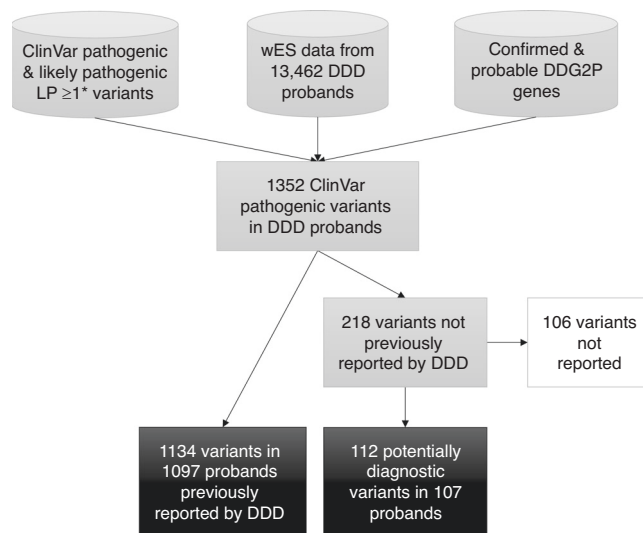 ClinVar pathogenic
& likely pathogenic
LP ≥1* variants
wES data from
13,462 DDD
probands
Confirmed &
probable DDG2P
genes
1352 ClinVar
pathogenic variants
in DDD probands
218 variants not
previously
reported by DDD
106 variants
not
reported
1134 variants in
1097 probands
previously
reported by DDD
112 potentially
diagnostic
variants in 107
probands